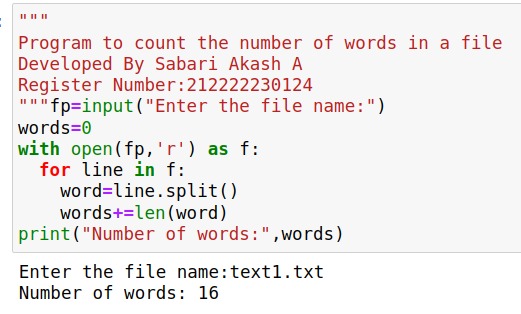 """
Program to count the number of words in a file
Developed By Sabari Akash A
Register Number:212222230124
"""fp=input("Enter the file name:")
words=0
with open(fp,'r') as f:
  for line in f:
    word=line.split()
    words+=len(word)
print("Number of words:",words)
Enter the file name:text1.txt
Number of words: 16